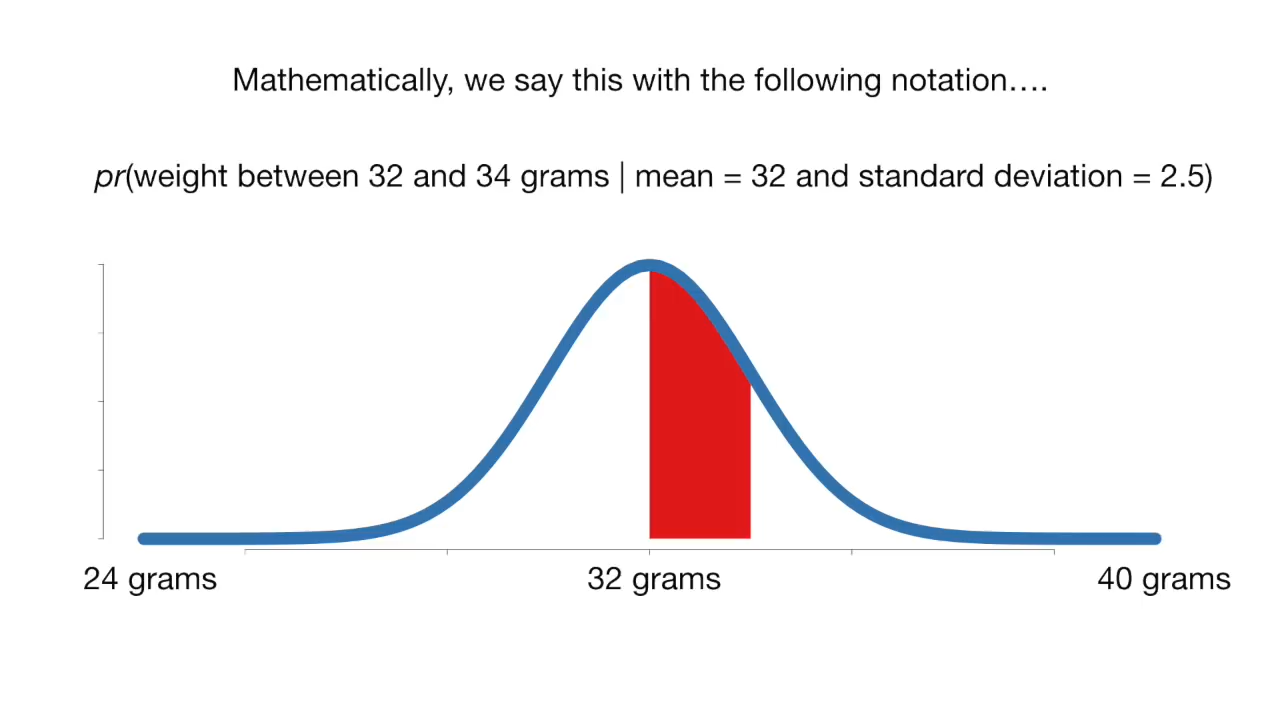 Mathematically, we say this with the following notation….
pr(weight between 32 and 34 grams | mean = 32 and standard deviation = 2.5)
24 grams
32 grams
40 grams